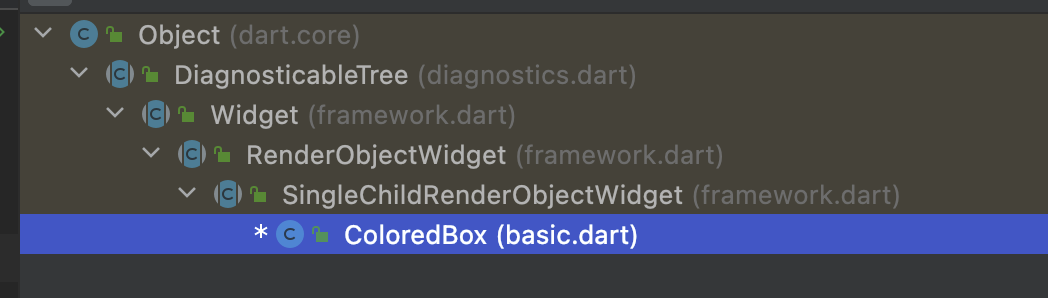 Object (dart.core)
DiagnosticableTree (diagnostics.dart)
Widget (framework.dart)
RenderObjectWidget (framework.dart)
SingleChildRenderObjectWidget (framework.dart)
* ColoredBox (basic.dart)